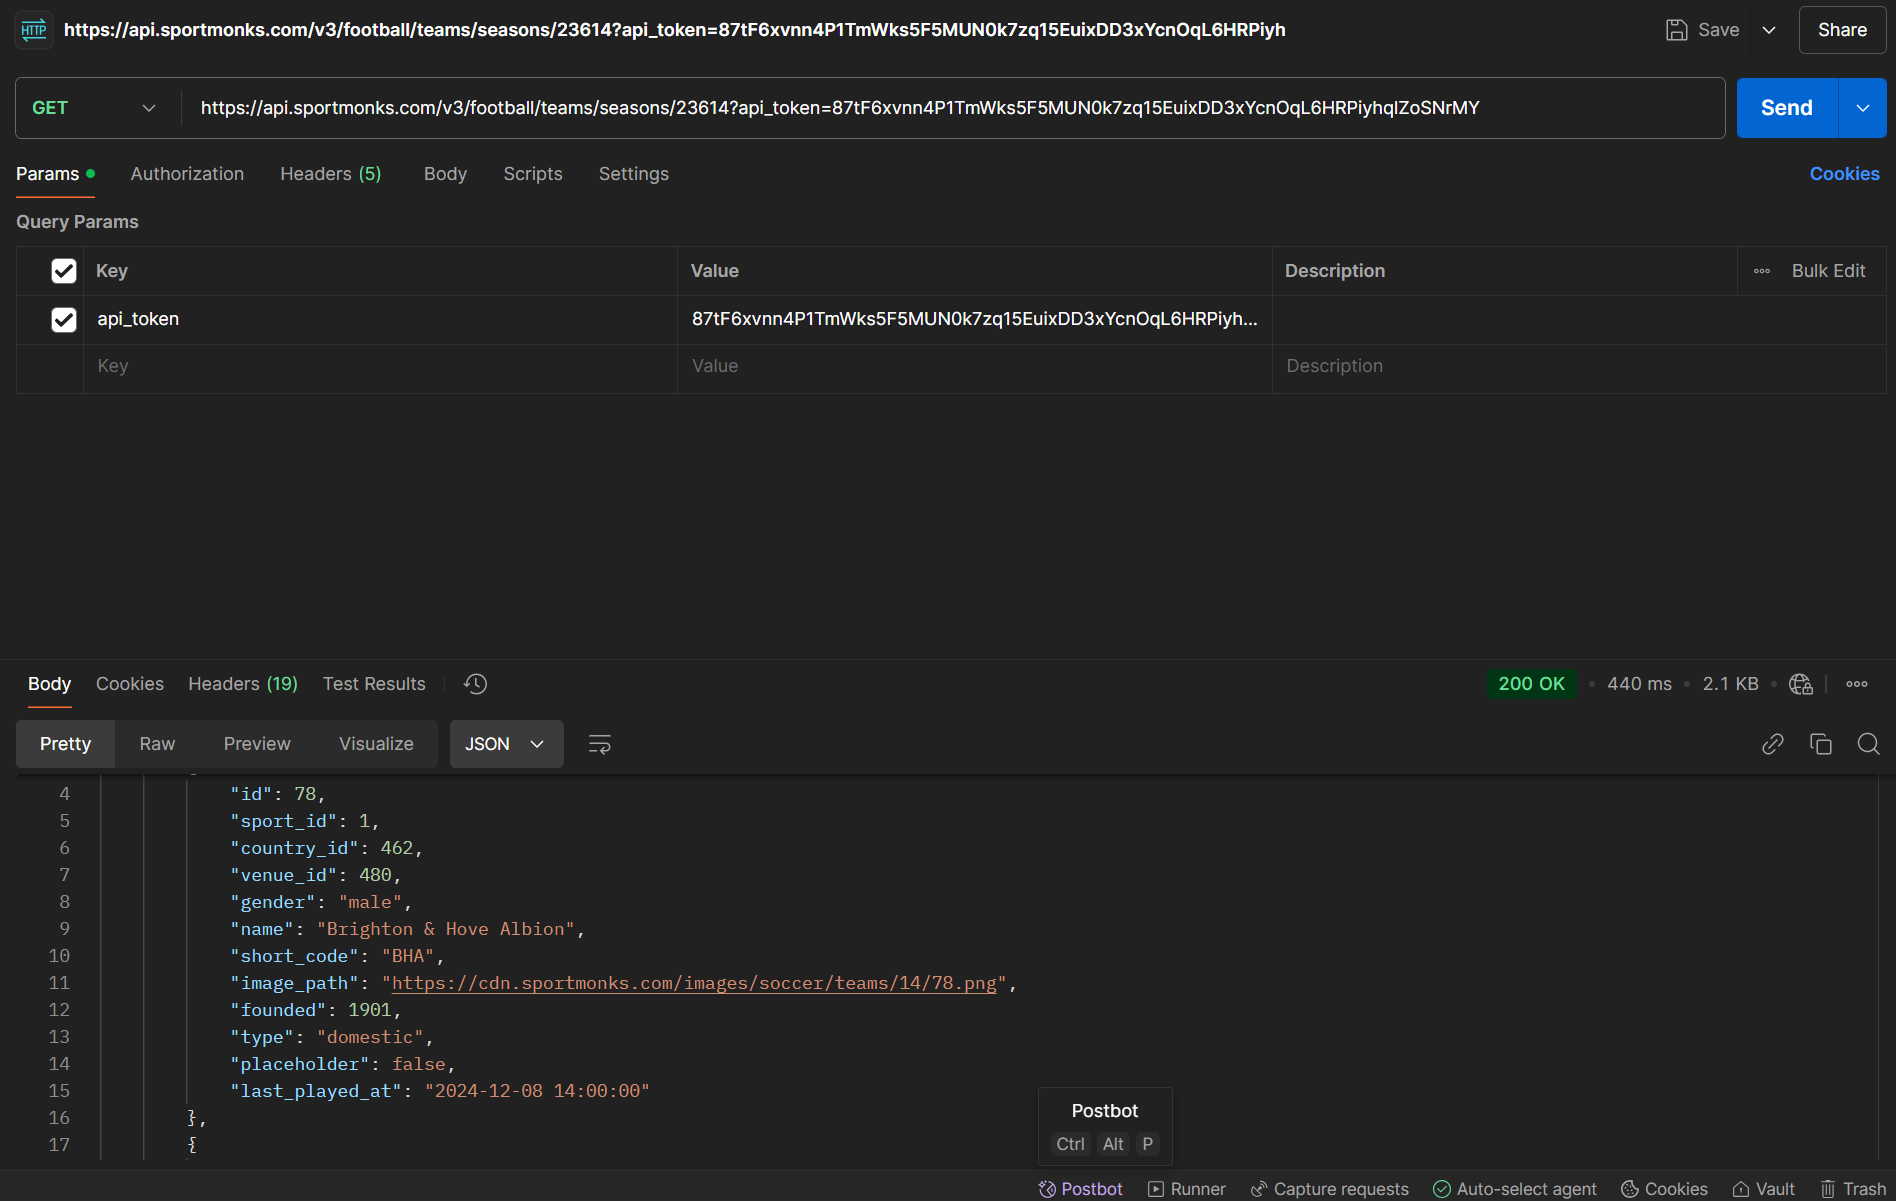 HTTP https://api.sportmonks.com/v3/football/teams/seasons/23614?api_token=87tF6xvnn4P1TmWks5F5MUN0k7zq15EuixDD3xYcnOqL6HRPiyh Save Share
GET https://api.sportmonks.com/v3/football/teams/seasons/23614?api_token=87tF6xvnn4P1TmWks5F5MUN0k7zq15EuixDD3xYcnOqL6HRPiyhqlZoSNrMY Send
Params Authorization Headers (5) Body Scripts Settings Cookies
Query Params
Key Value Description Bulk Edit
api_token 87tF6xvnn4P1TmWks5F5MUN0k7zq15EuixDD3xYcnOqL6HRPiyh...
Key Value Description
Body Cookies Headers (19) Test Results 200 OK • 440 ms • 2.1 KB •
Pretty Raw Preview Visualize JSON
4 "id": 78,
5 "sport_id": 1,
6 "country_id": 462,
7 "venue_id": 480,
8 "gender": "male",
9 "name": "Brighton & Hove Albion",
10 "short_code": "BHA",
11 "image_path": "https://cdn.sportmonks.com/images/soccer/teams/14/78.png",
12 "founded": 1901,
13 "type": "domestic",
14 "placeholder": false,
15 "last_played_at": "2024-12-08 14:00:00"
16 },
17 {
Postbot
Ctrl Alt P
Postbot Runner Capture requests Auto-select agent Cookies Vault Trash